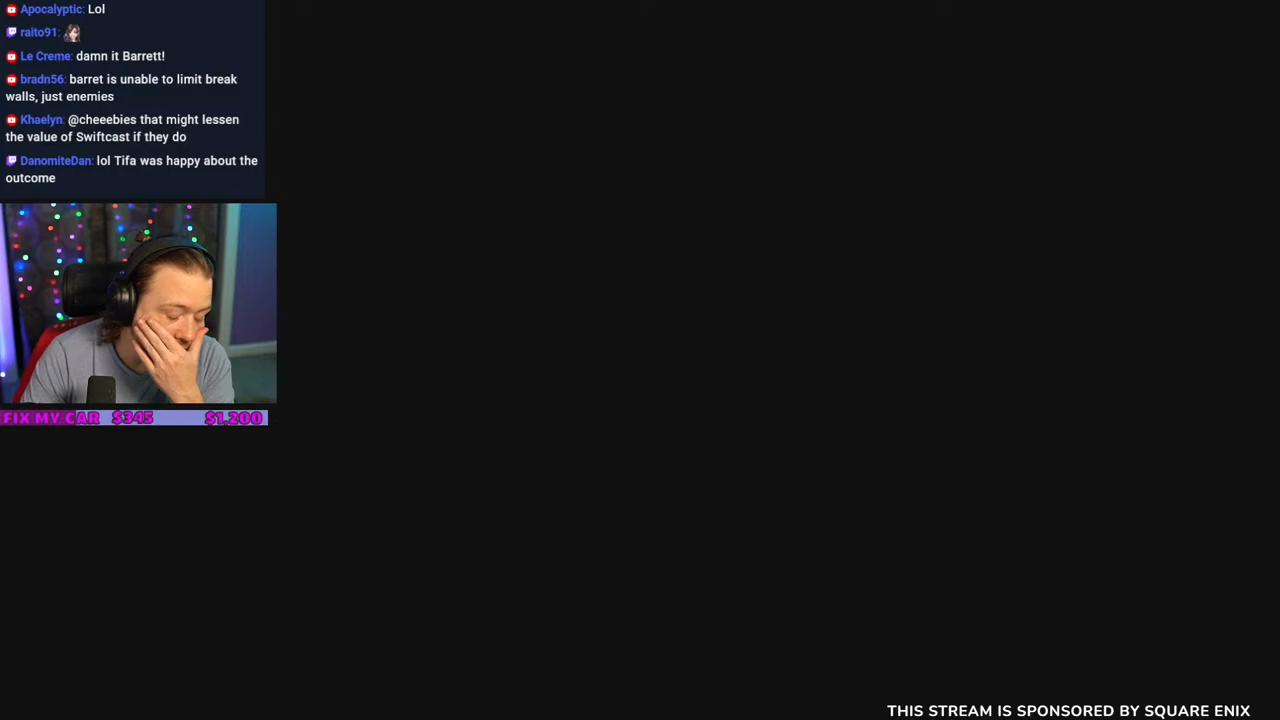 Apocalyptic: Lol
raito91:
Le Creme: damn it Barrett!
bradn56: barret is unable to limit break
walls, just enemies
Khaelyn: @cheeebies that might lessen
the value of Swiftcast if they do
DanomiteDan: lol Tifa was happy about the
outcome
FIX MY CAR $345 $1,200
THIS STREAM IS SPONSORED BY SQUARE ENIX